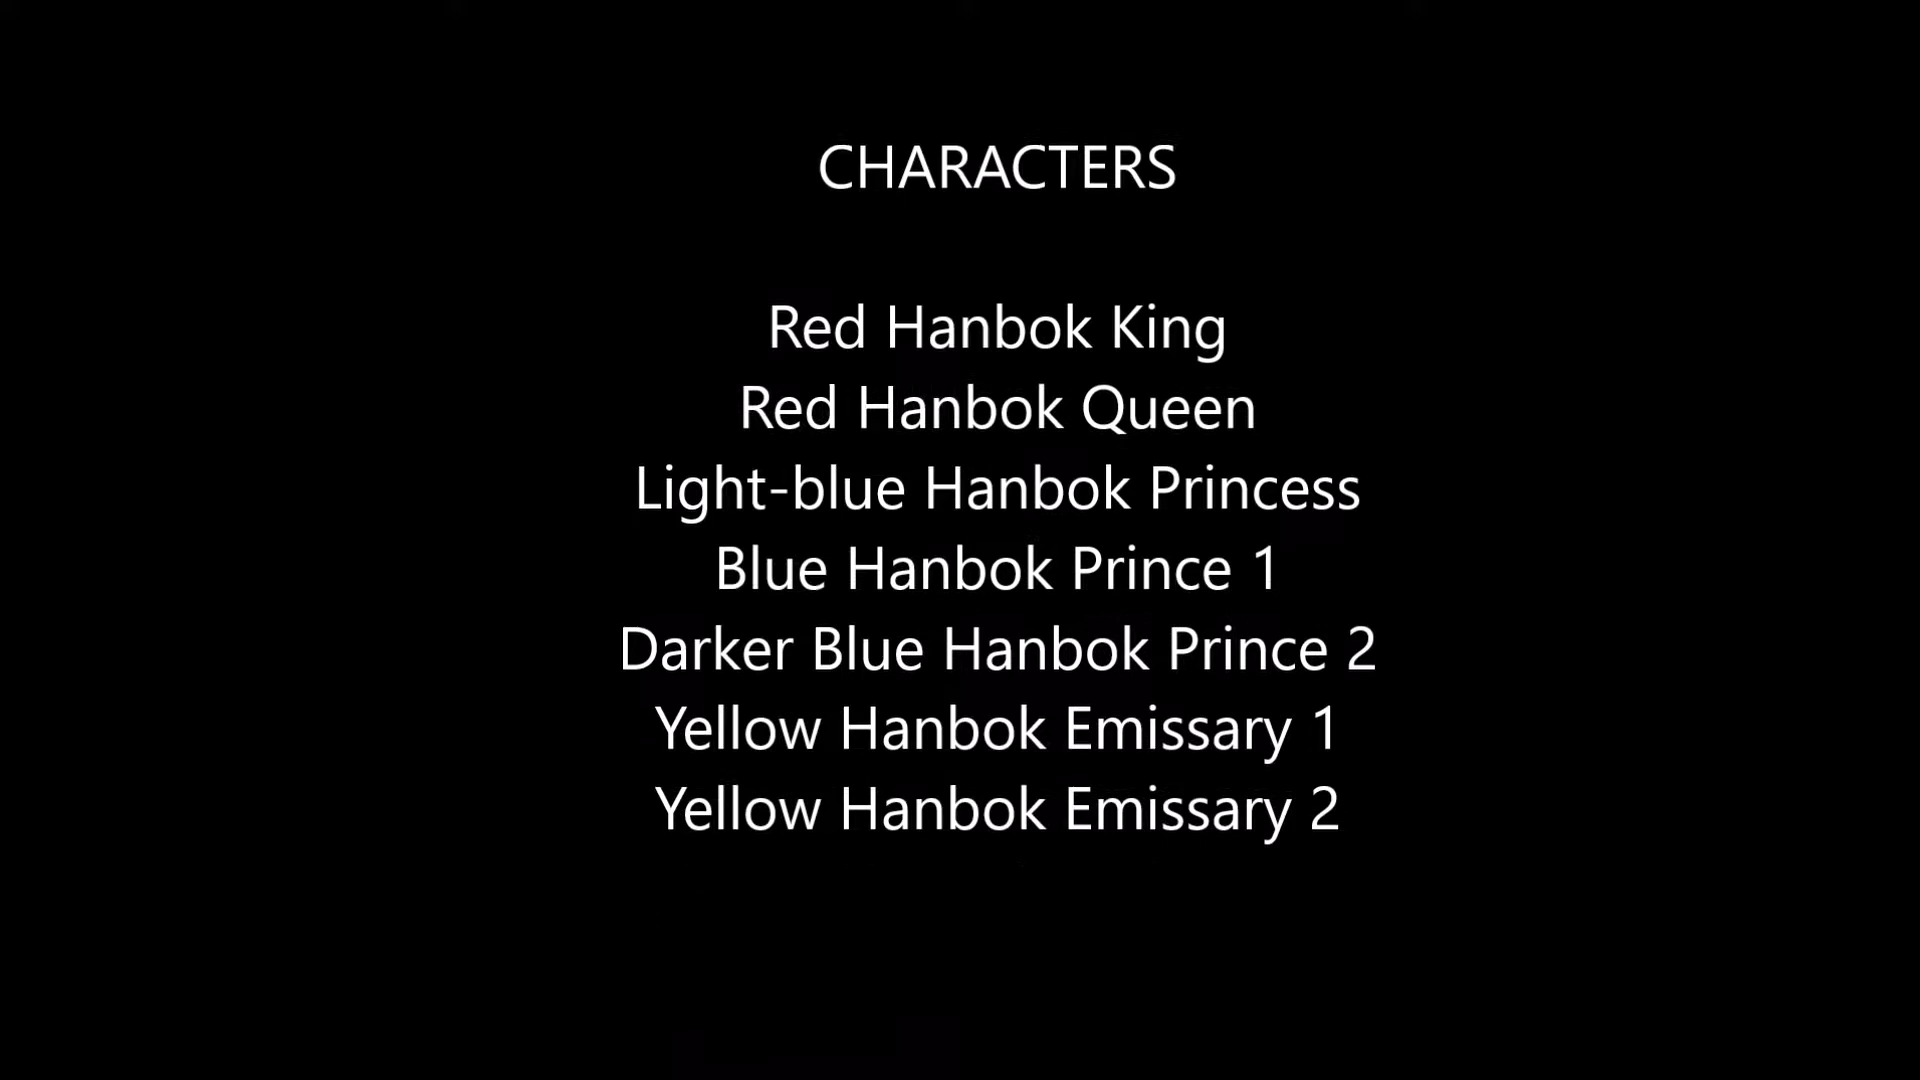 CHARACTERS
Red Hanbok King
Red Hanbok Queen
Light-blue Hanbok Princess
Blue Hanbok Prince 1
Darker Blue Hanbok Prince 2
Yellow Hanbok Emissary 1
Yellow Hanbok Emissary 2